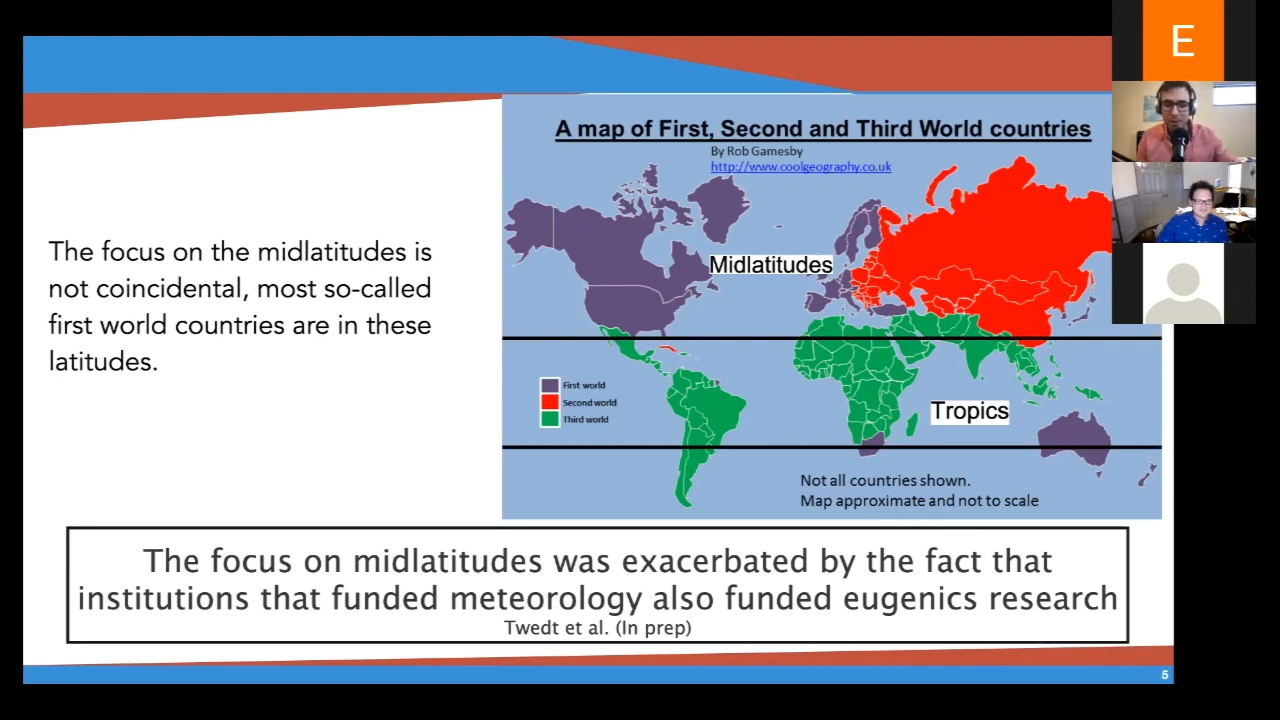 E
A map of First, Second and Third World countries
By Rob Gamesby
http://www.coolgeography.co.uk
The focus on the midlatitudes is
not coincidental, most so-called
first world countries are in these
latitudes.
Midlatitudes
First world
Second world
Third world
Tropics
Not all countries shown.
Map approximate and not to scale
The focus on midlatitudes was exacerbated by the fact that
institutions that funded meteorology also funded eugenics research
Twedt et al. (In prep)
5